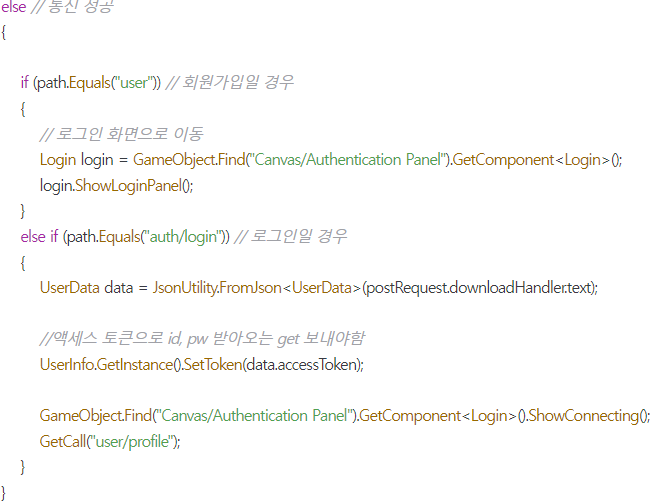 else // 통신 성공
{
if (path.Equals("user")) // 회원가입일 경우
{
// 로그인 화면으로 이동
Login login = GameObject.Find("Canvas/Authentication Panel").GetComponent<Login>();
login.ShowLoginPanel();
}
else if (path.Equals("auth/login")) // 로그인일 경우
{
UserData data = JsonUtility.FromJson<UserData>(postRequest.downloadHandler.text);
//액세스 토큰으로 id, pw 받아오는 get 보내야함
UserInfo.GetInstance().SetToken(data.accessToken);
GameObject.Find("Canvas/Authentication Panel").GetComponent<Login>().ShowConnecting();
GetCall("user/profile");
}
}